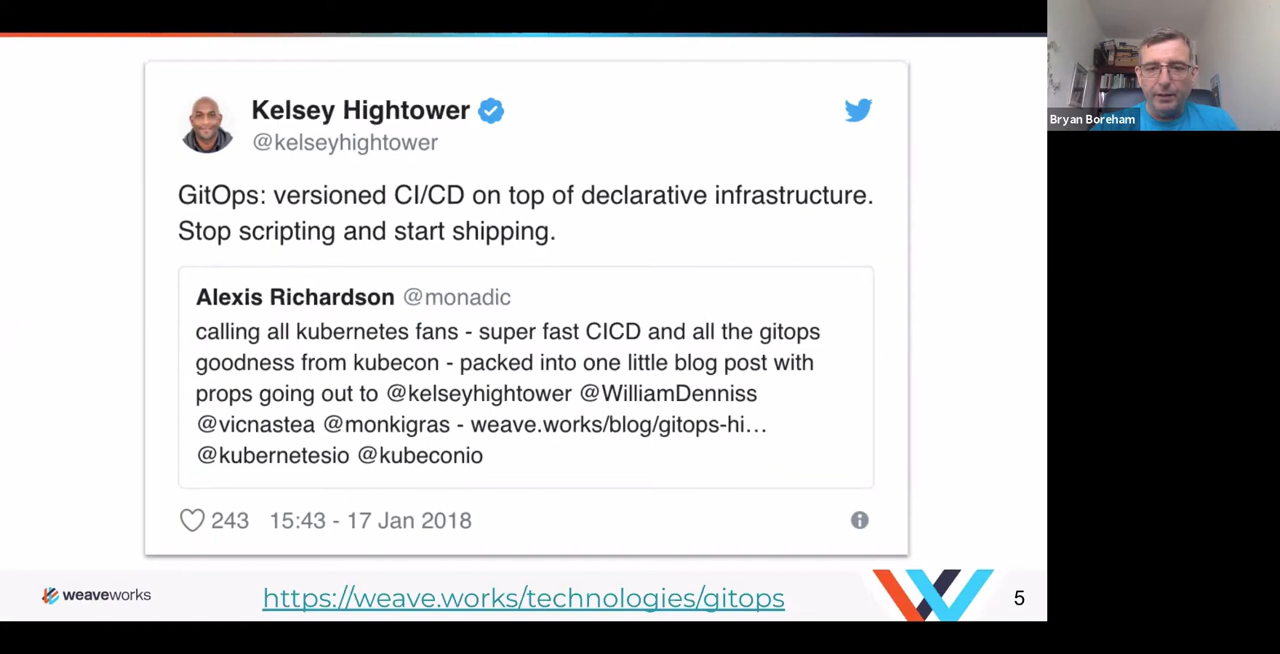 Kelsey Hightower
@kelseyhightower
GitOps: versioned CI/CD on top of declarative infrastructure.
Stop scripting and start shipping.
Alexis Richardson @monadic
calling all kubernetes fans - super fast CICD and all the gitops
goodness from kubecon - packed into one little blog post with
props going out to @kelseyhightower @WilliamDenniss
@vicnastea @monkigras - weave.works/blog/gitops-hi…
@kubernetesio @kubeconio
243 15:43 - 17 Jan 2018
weaveworks
https://weave.works/technologies/gitops
5
Bryan Boreham